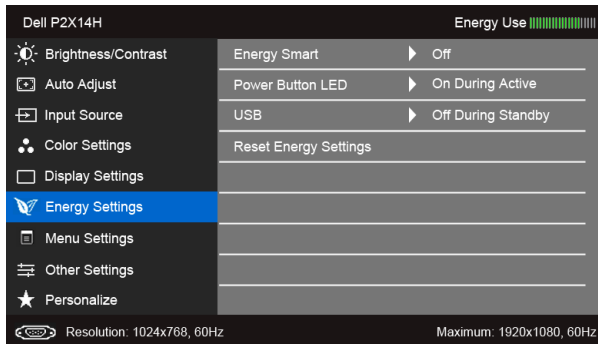 Dell P2X14H Energy Use
Brightness/Contrast Energy Smart Off
Auto Adjust Power Button LED On During Active
Input Source USB Off During Standby
Color Settings Reset Energy Settings
Display Settings
Energy Settings
Menu Settings
Other Settings
Personalize
Resolution: 1024x768, 60Hz Maximum: 1920x1080, 60Hz